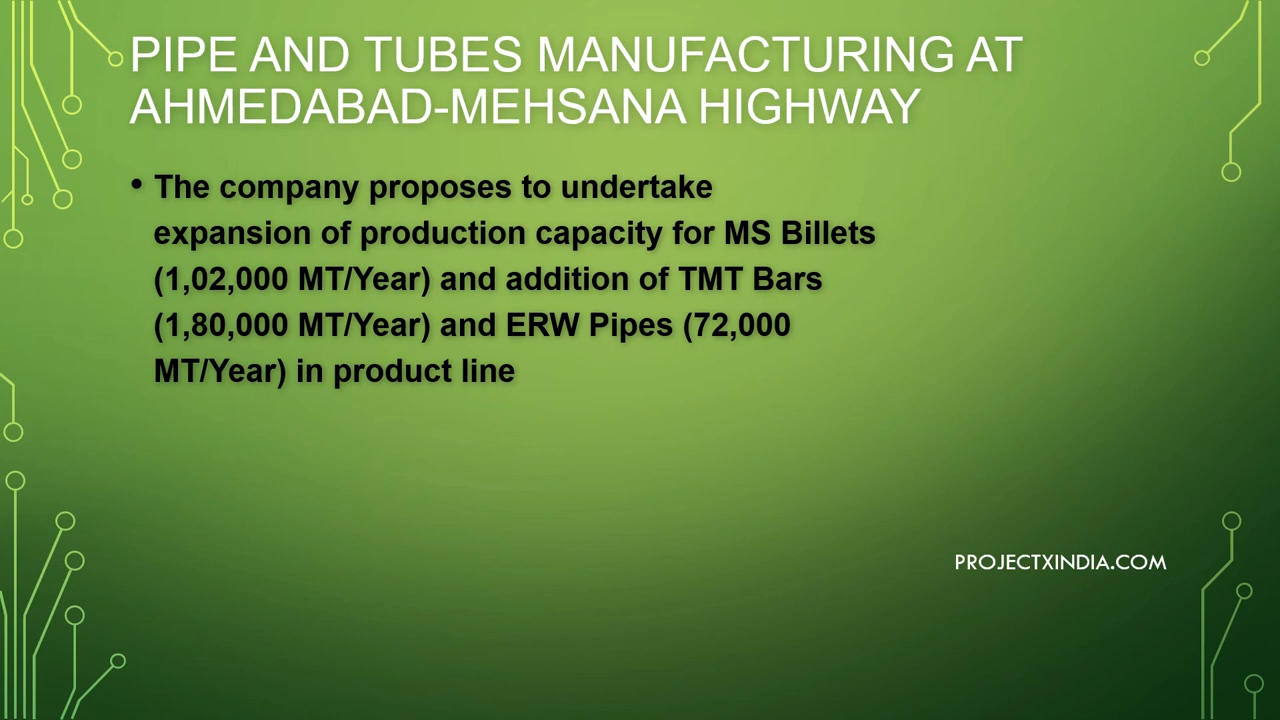 PIPE AND TUBES MANUFACTURING AT
AHMEDABAD-MEHSANA HIGHWAY
• The company proposes to undertake
expansion of production capacity for MS Billets
(1,02,000 MT/Year) and addition of TMT Bars
(1,80,000 MT/Year) and ERW Pipes (72,000
MT/Year) in product line
PROJECTXINDIA.COM